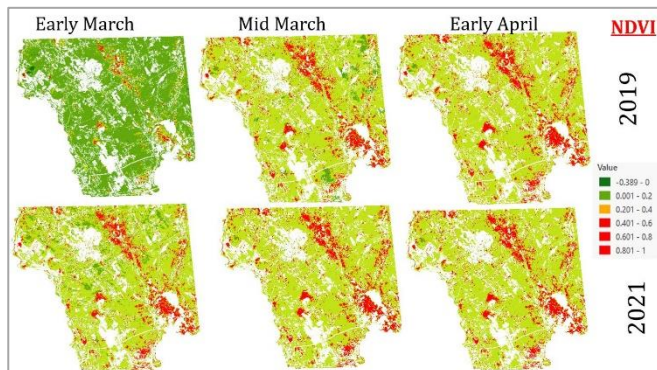 Early March
Mid March
Early April
NDVI
2019
Value
-0.389 - 0
0.001 - 0.2
0.201 - 0.4
0.401 - 0.6
0.601 - 0.8
0.801 - 1
2021